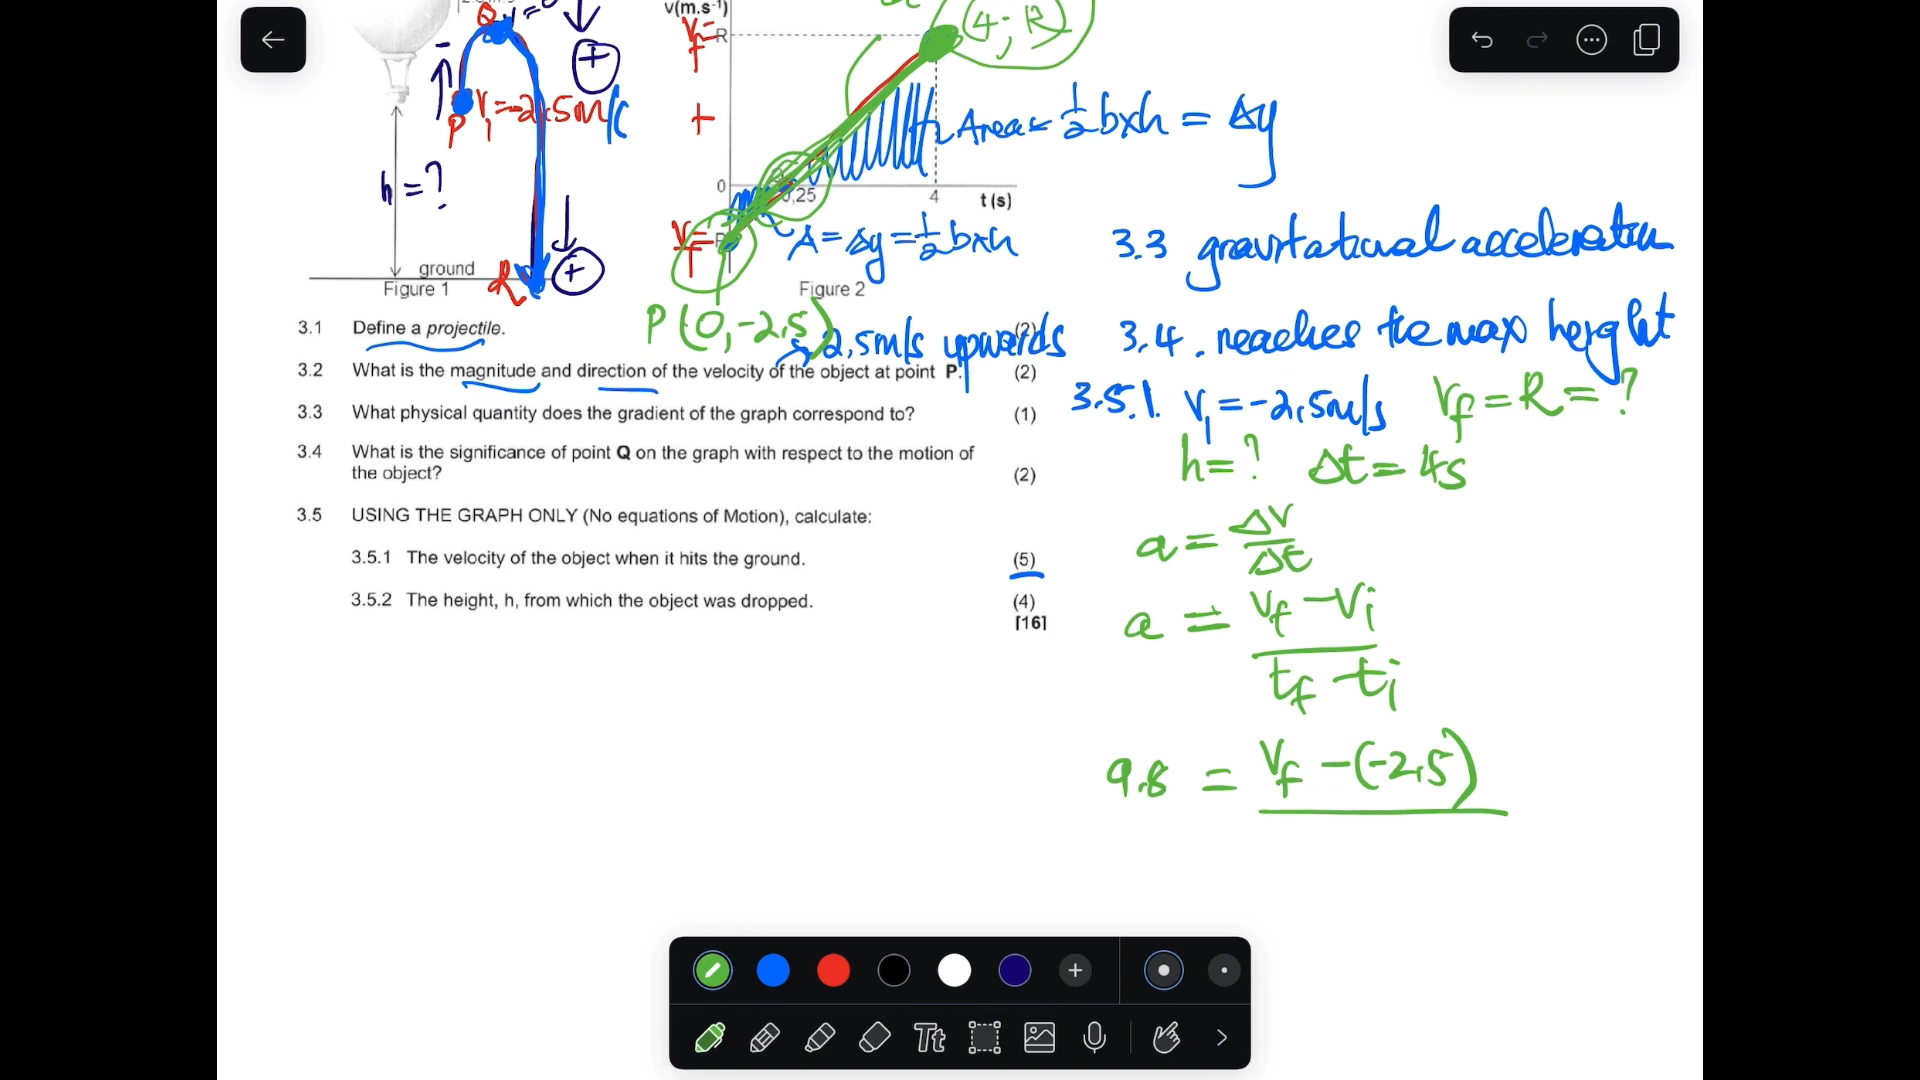 v(m.s⁻¹)
Q
(4; R)
Vf=R
P V₁=-2,5m/s
+
+
Area = ½bxh = Δy
h=?
0
0,25
4
t(s)
Vf=P
A=Δy=½bxh
3.3 gravitational acceleration
ground
+
R
Figure 1
Figure 2
P(0,-2,5)
2,5m/s upwards
3.4. reaches the max height
3.1 Define a projectile. (2)
3.2 What is the magnitude and direction of the velocity of the object at point P. (2)
3.3 What physical quantity does the gradient of the graph correspond to? (1)
3.4 What is the significance of point Q on the graph with respect to the motion of
the object? (2)
3.5 USING THE GRAPH ONLY (No equations of Motion), calculate:
3.5.1 The velocity of the object when it hits the ground. (5)
3.5.2 The height, h, from which the object was dropped. (4)
[16]
3.5.1. V₁ = -2,5m/s Vf = R = ?
h = ? Δt = 4s
a = ΔV/Δt
a = Vf - Vi
tf - ti
9.8 = Vf - (-2,5)
Tt